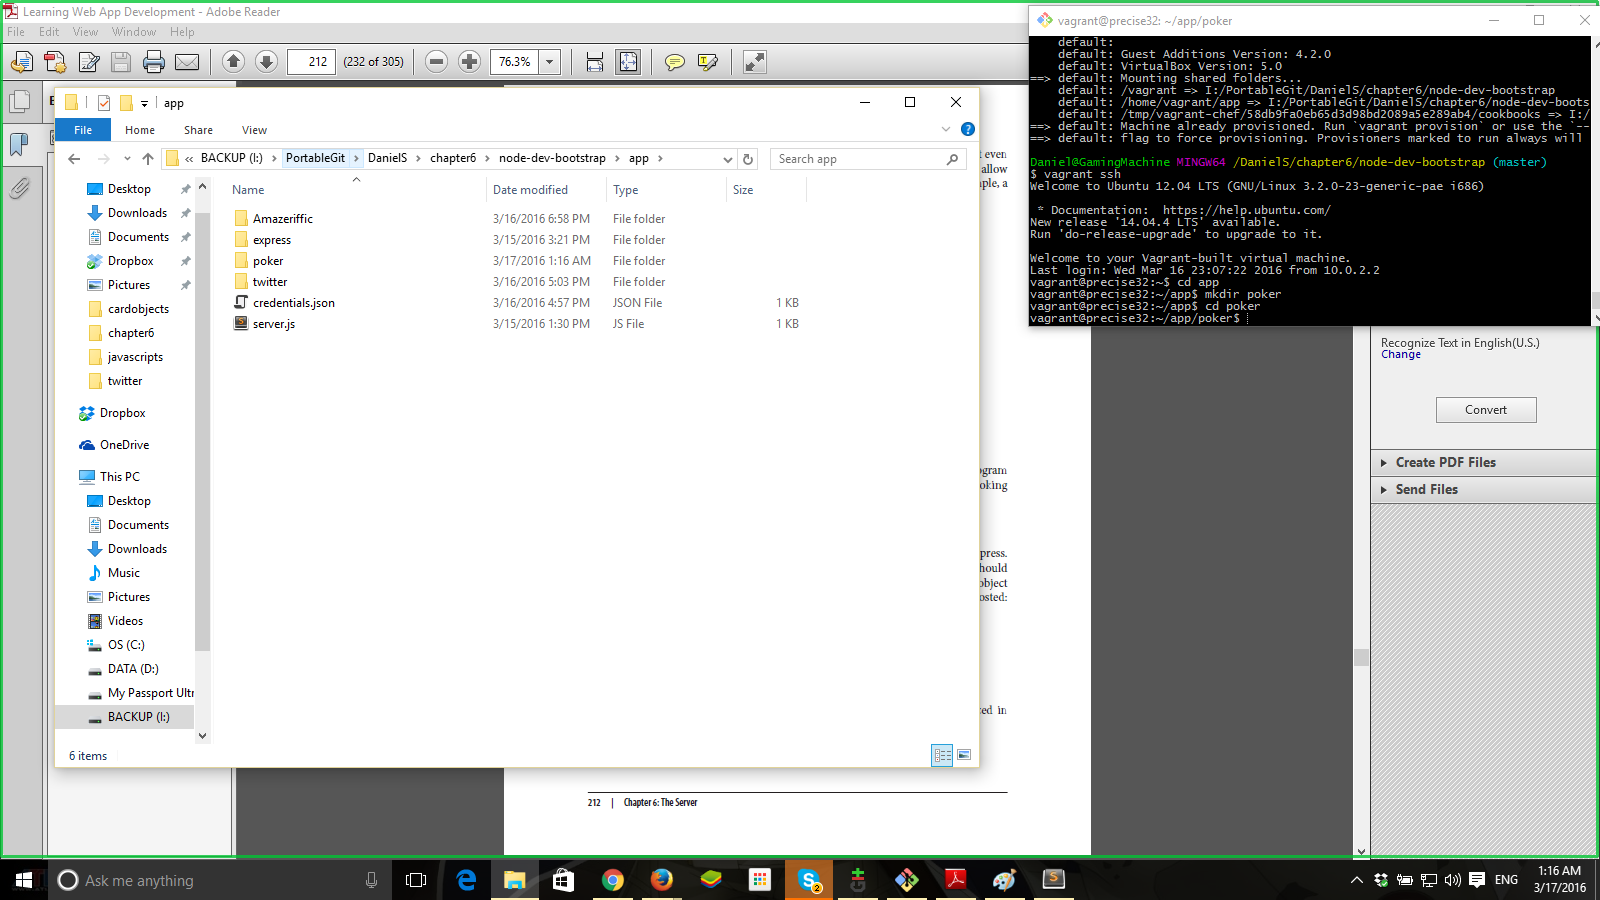 Learning Web App Development - Adobe Reader
File Edit View Window Help
212 (232 of 305) 76.3%
app
File Home Share View
« BACKUP (I:) PortableGit DanielS chapter6 node-dev-bootstrap app
Search app
Desktop
Downloads
Documents
Dropbox
Pictures
cardobjects
chapter6
javascripts
twitter
Dropbox
OneDrive
This PC
Desktop
Documents
Downloads
Music
Pictures
Videos
OS (C:)
DATA (D:)
My Passport Ultr
BACKUP (I:)
Name Date modified Type Size
Amazeriffic 3/16/2016 6:58 PM File folder
express 3/15/2016 3:21 PM File folder
poker 3/17/2016 1:16 AM File folder
twitter 3/16/2016 5:03 PM File folder
credentials.json 3/16/2016 4:57 PM JSON File 1 KB
server.js 3/15/2016 1:30 PM JS File 1 KB
6 items
even
allow
ple, a
ogram
oking
press.
hould
object
osted:
ed in
212 | Chapter 6: The Server
vagrant@precise32: ~/app/poker
default:
default: Guest Additions Version: 4.2.0
default: VirtualBox Version: 5.0
==> default: Mounting shared folders...
default: /vagrant => I:/PortableGit/DanielS/chapter6/node-dev-bootstrap
default: /home/vagrant/app => I:/PortableGit/DanielS/chapter6/node-dev-boots
default: /tmp/vagrant-chef/58db9fa0eb65d3d98bd2089a5e289ab4/cookbooks => I:/
==> default: Machine already provisioned. Run `vagrant provision` or use the `--
==> default: flag to force provisioning. Provisioners marked to run always will
Daniel@GamingMachine MINGW64 /DanielS/chapter6/node-dev-bootstrap (master)
$ vagrant ssh
Welcome to Ubuntu 12.04 LTS (GNU/Linux 3.2.0-23-generic-pae i686)
* Documentation: https://help.ubuntu.com/
New release '14.04.4 LTS' available.
Run 'do-release-upgrade' to upgrade to it.
Welcome to your Vagrant-built virtual machine.
Last login: Wed Mar 16 23:07:22 2016 from 10.0.2.2
vagrant@precise32:~$ cd app
vagrant@precise32:~/app$ mkdir poker
vagrant@precise32:~/app$ cd poker
vagrant@precise32:~/app/poker$
Recognize Text in English(U.S.)
Change
Convert
Create PDF Files
Send Files
Ask me anything
2
ENG
1:16 AM
3/17/2016